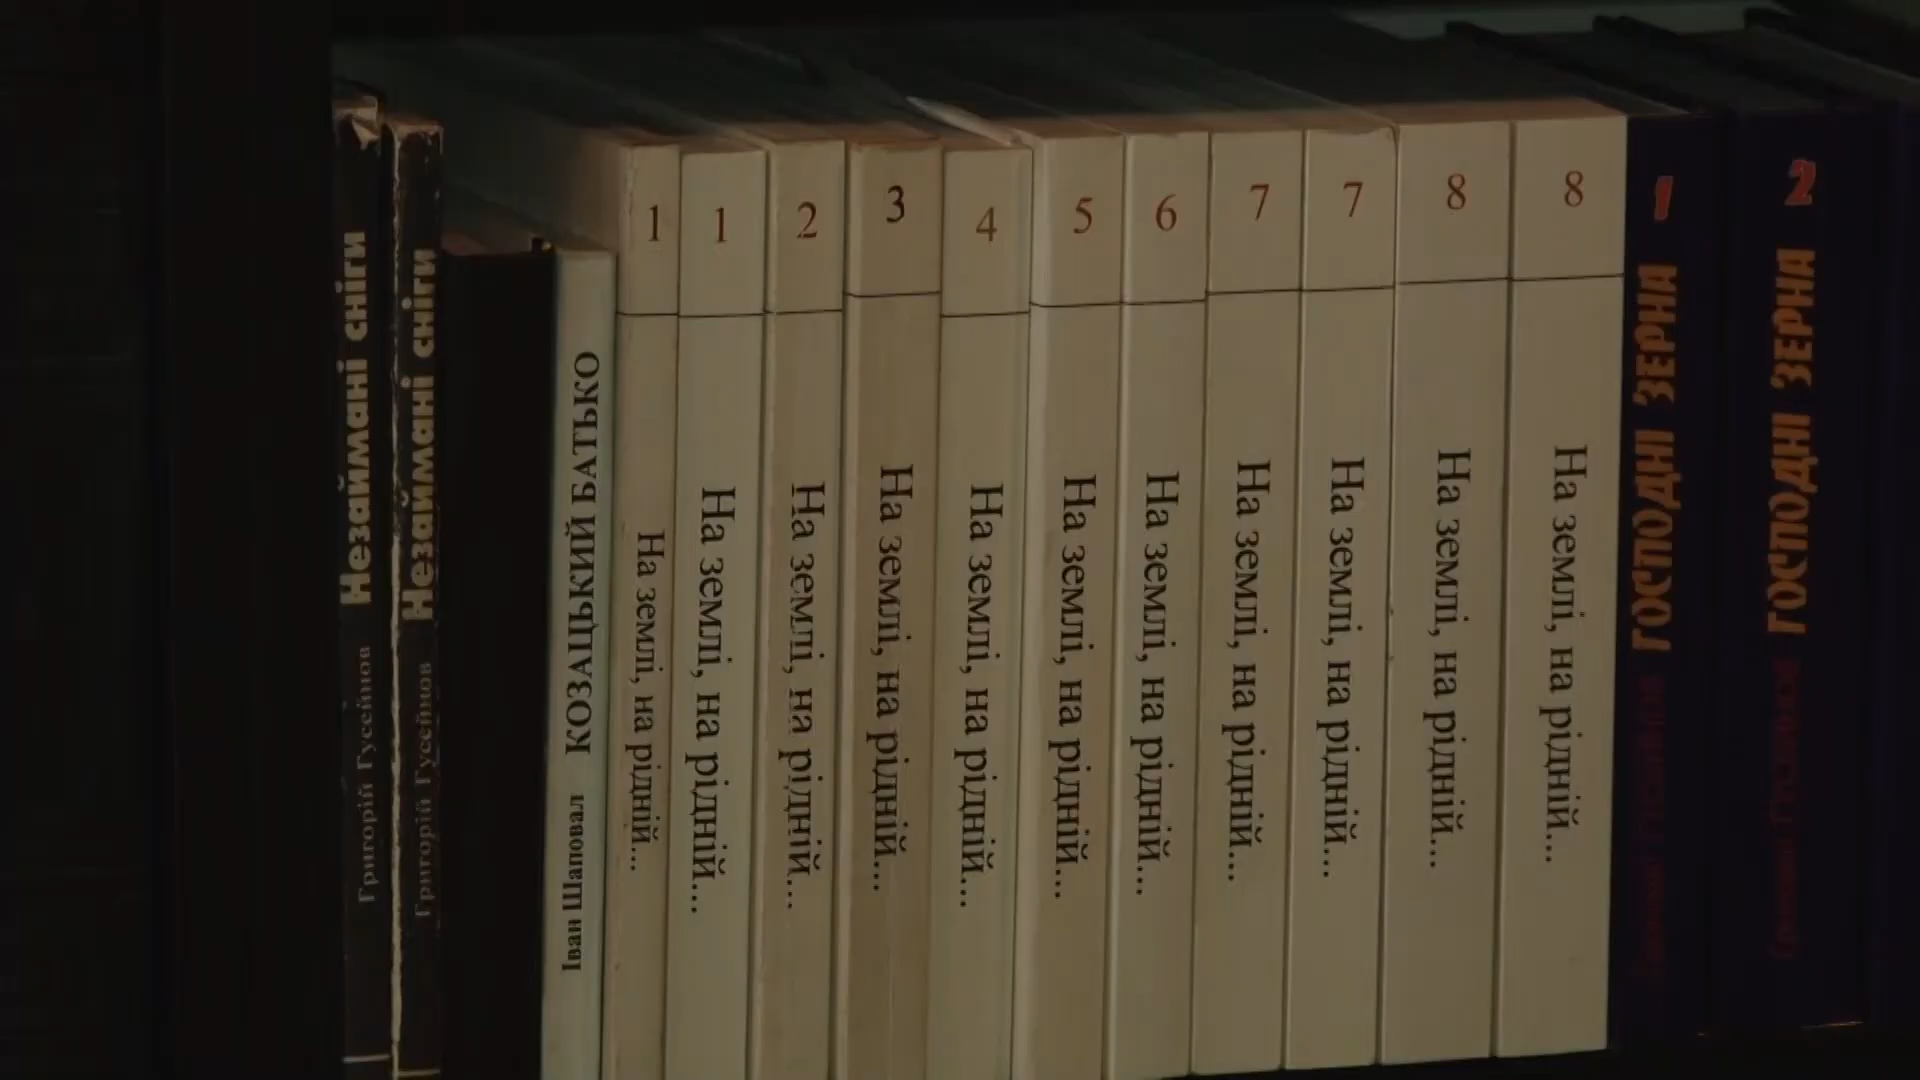 Григорій Гусейнов Незаймані сніги
Григорій Гусейнов Незаймані сніги
Іван Шаповал КОЗАЦЬКИЙ БАТЬКО
1 На землі, на рідній...
1 На землі, на рідній...
2 На землі, на рідній...
3 На землі, на рідній...
4 На землі, на рідній...
5 На землі, на рідній...
6 На землі, на рідній...
7 На землі, на рідній...
7 На землі, на рідній...
8 На землі, на рідній...
8 На землі, на рідній...
ГОСПОДНІ ЗЕРНА 1
ГОСПОДНІ ЗЕРНА 2